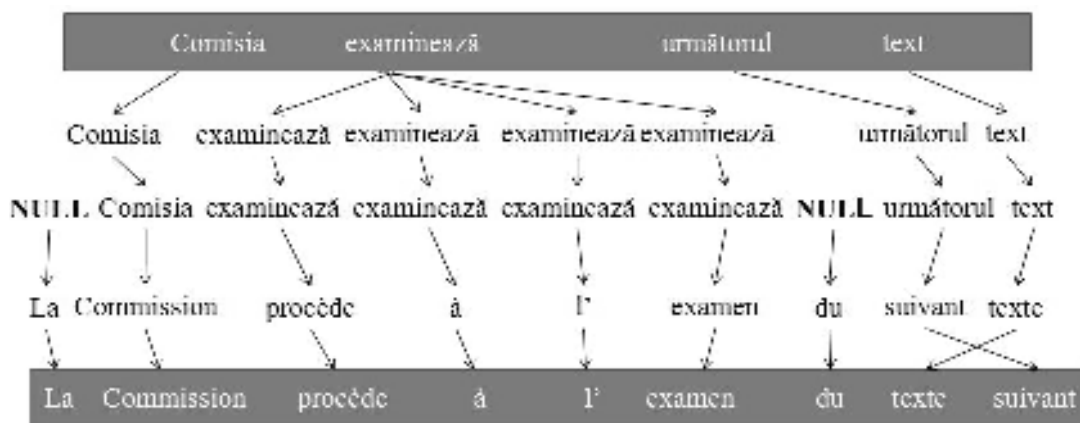 Comisia examinează următorul text
Comisia examinează examinează examinează examinează următorul text
NULL Comisia examinează examinează examinează examinează NULL următorul text
La Commission procède à l' examen du suivant texte
La Commission procède à l' examen du texte suivant